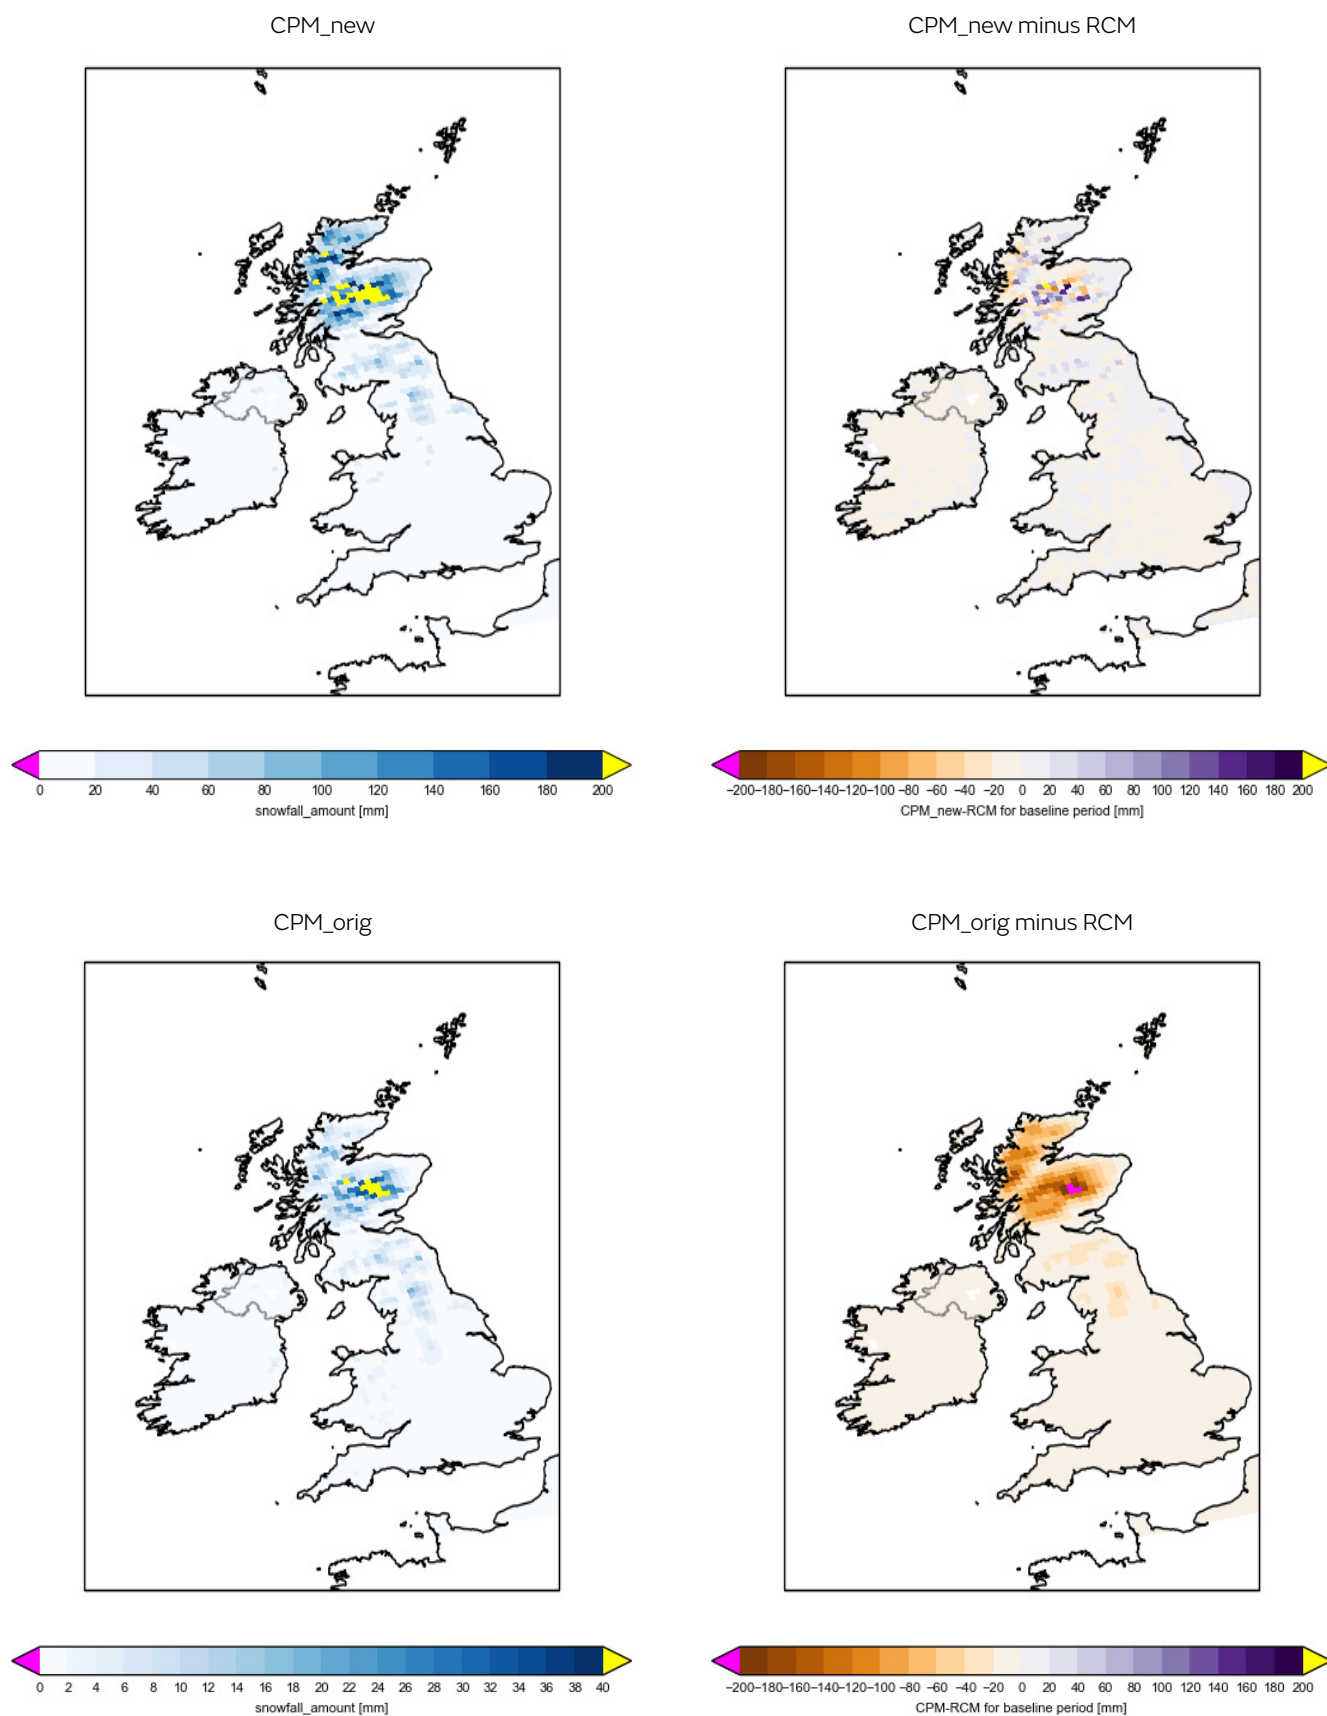 CPM_new
CPM_new minus RCM
0 20 40 60 80 100 120 140 160 180 200
snowfall_amount [mm]
−200−180−160−140−120−100 −80 −60 −40 −20 0 20 40 60 80 100 120 140 160 180 200
CPM_new-RCM for baseline period [mm]
CPM_orig
CPM_orig minus RCM
0 2 4 6 8 10 12 14 16 18 20 22 24 26 28 30 32 34 36 38 40
snowfall_amount [mm]
−200−180−160−140−120−100 −80 −60 −40 −20 0 20 40 60 80 100 120 140 160 180 200
CPM-RCM for baseline period [mm]